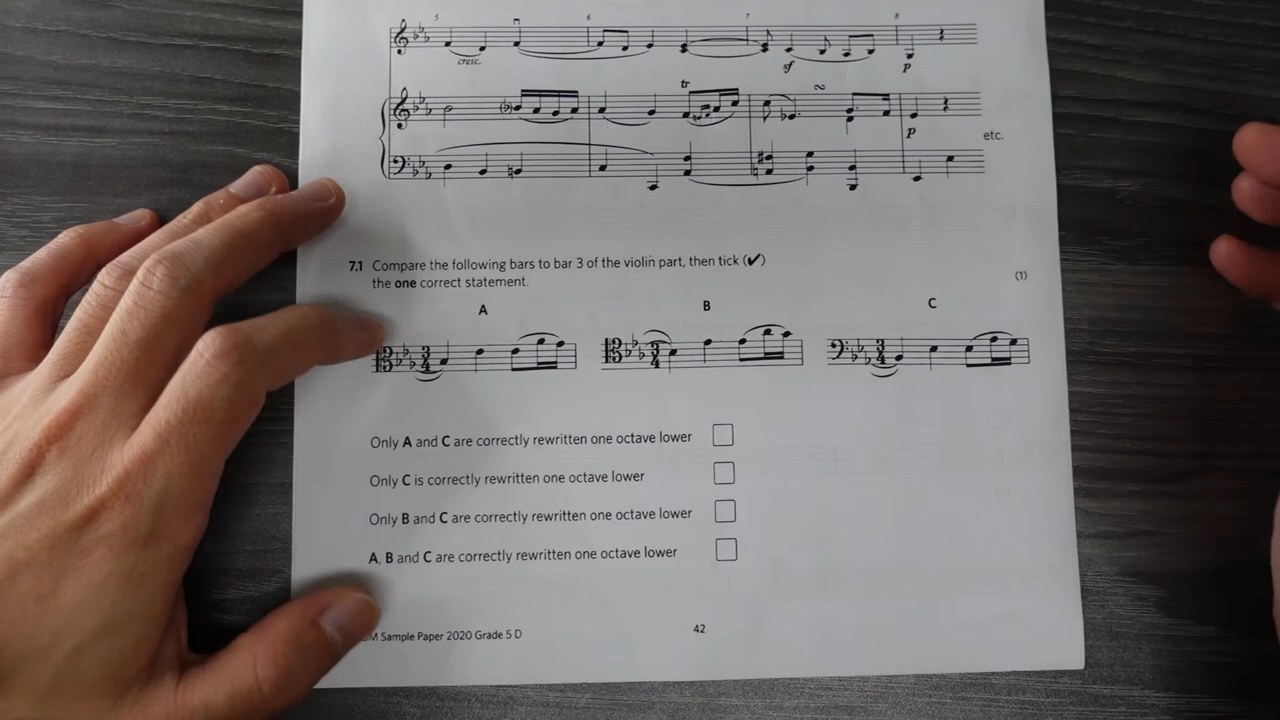 5 6 7 8
cresc. sf p
tr
p
etc.
7.1 Compare the following bars to bar 3 of the violin part, then tick (✔)
the one correct statement.
(1)
A B C
Only A and C are correctly rewritten one octave lower
Only C is correctly rewritten one octave lower
Only B and C are correctly rewritten one octave lower
A, B and C are correctly rewritten one octave lower
M Sample Paper 2020 Grade 5 D
42